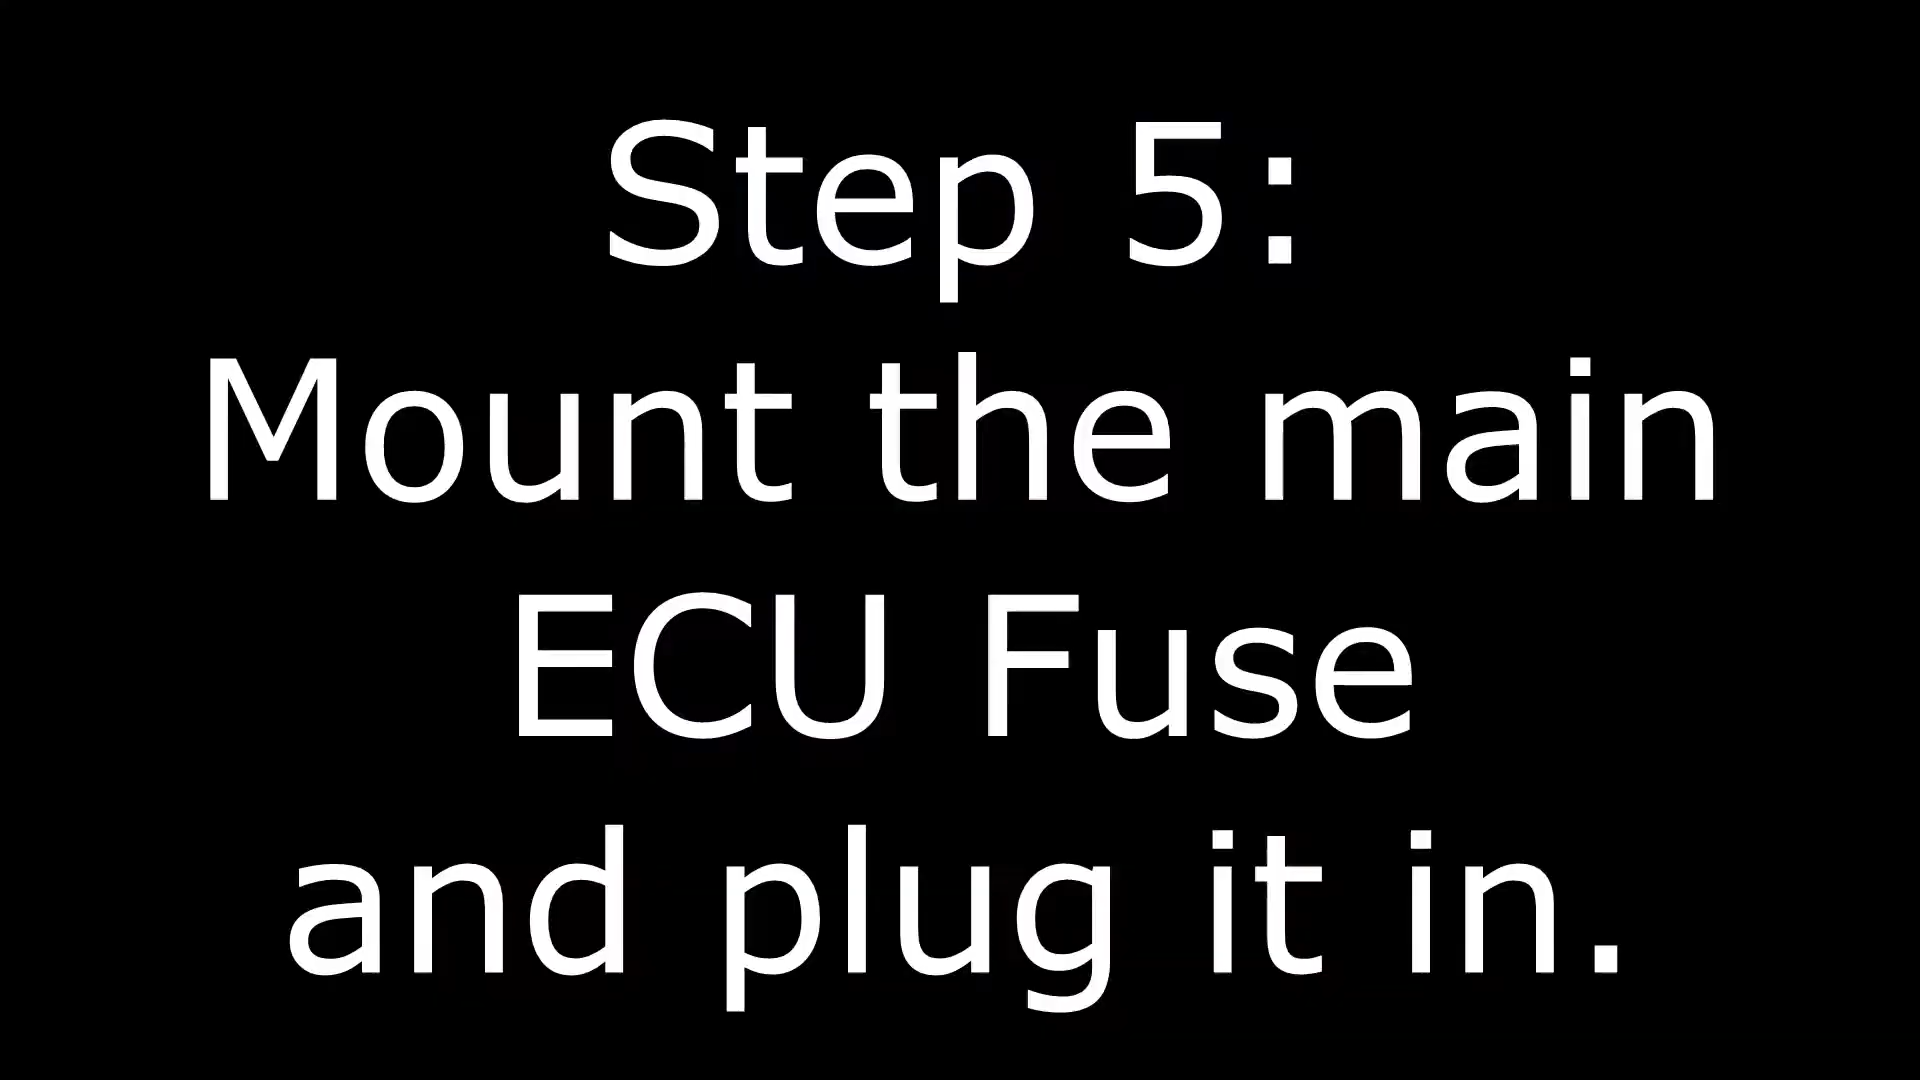 Step 5:
Mount the main
ECU Fuse
and plug it in.